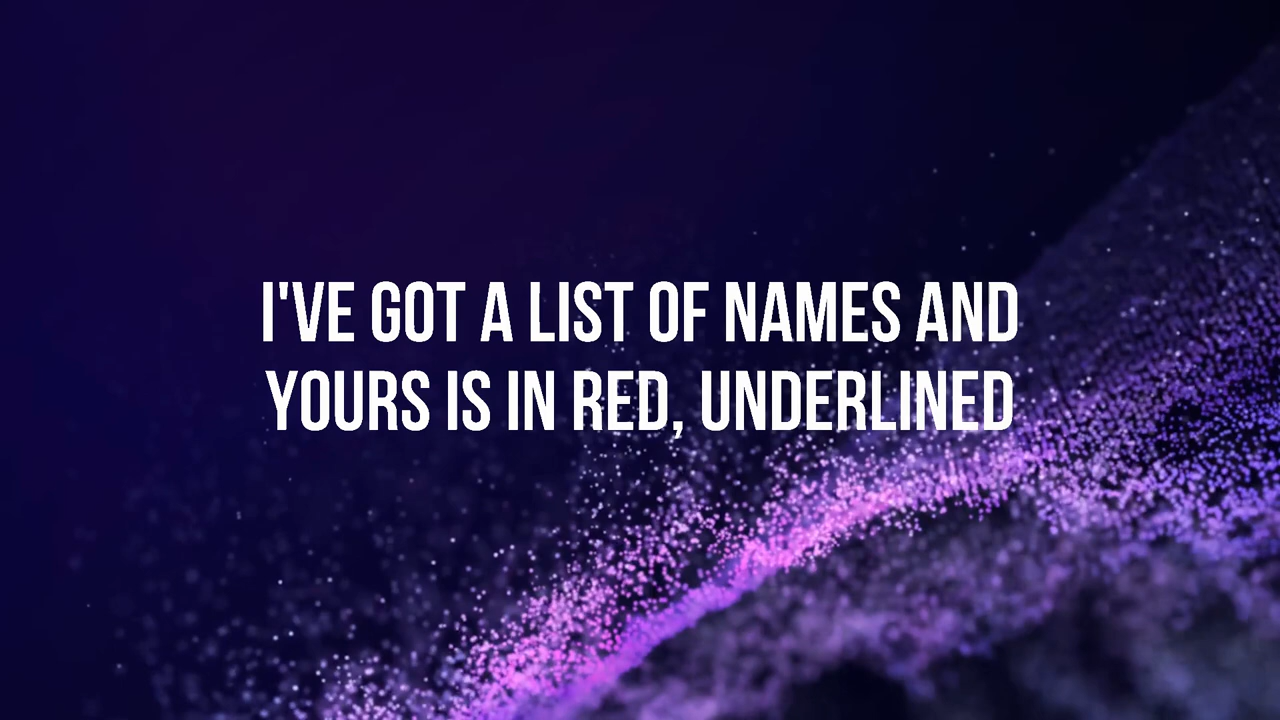 I'VE GOT A LIST OF NAMES AND
YOURS IS IN RED, UNDERLINED